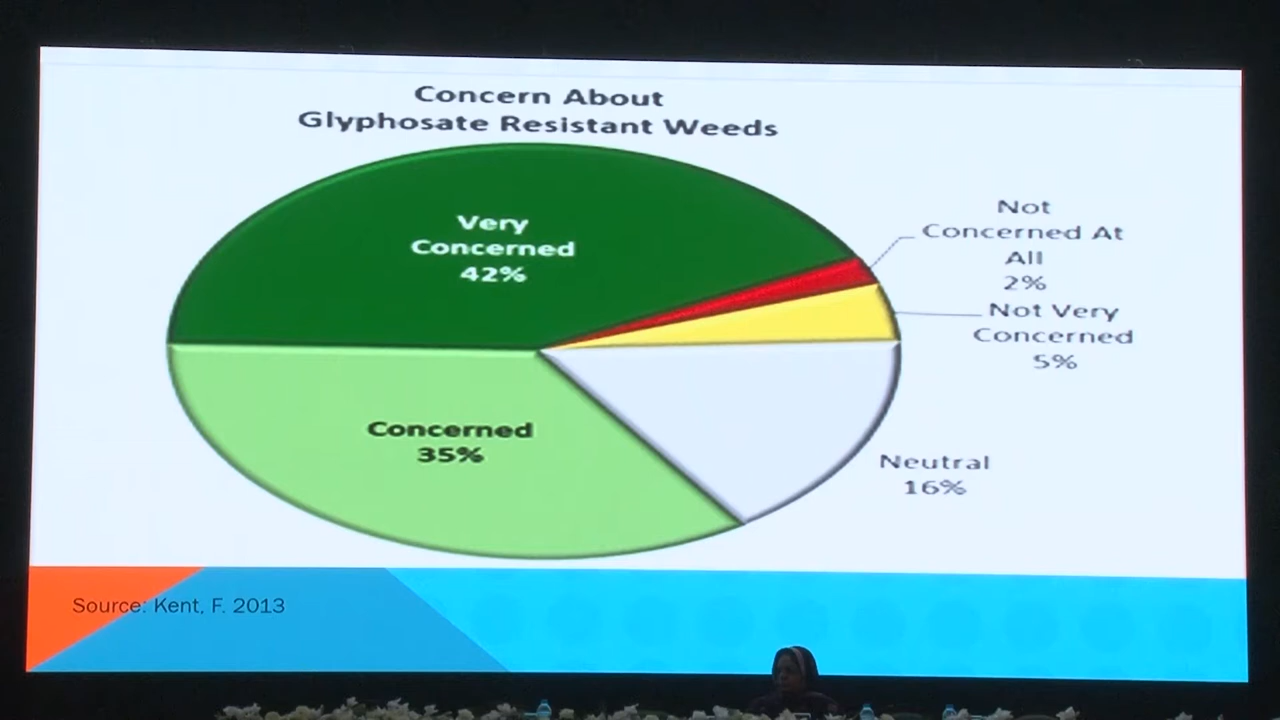 Concern About
Glyphosate Resistant Weeds
Very
Concerned
42%
Not
Concerned At
All
2%
Not Very
Concerned
5%
Concerned
35%
Neutral
16%
Source: Kent, F. 2013